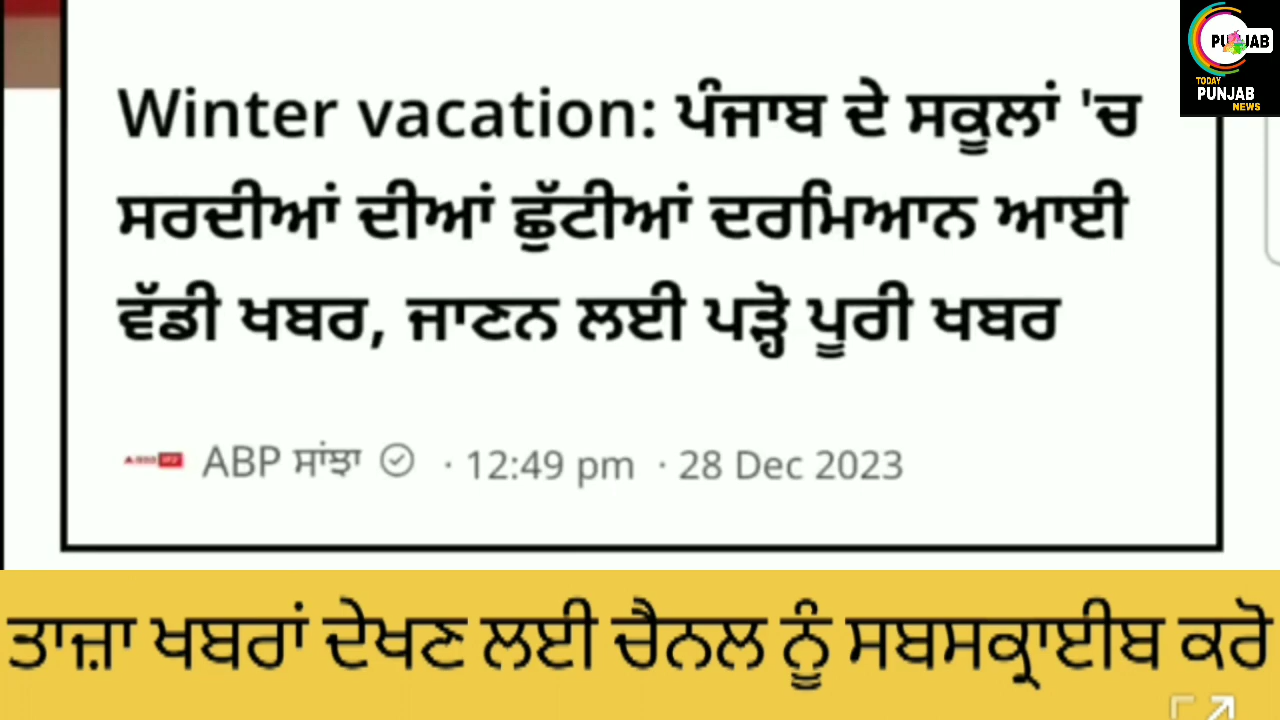 PUNJAB
TODAY
PUNJAB
NEWS
Winter vacation: ਪੰਜਾਬ ਦੇ ਸਕੂਲਾਂ 'ਚ
ਸਰਦੀਆਂ ਦੀਆਂ ਛੁੱਟੀਆਂ ਦਰਮਿਆਨ ਆਈ
ਵੱਡੀ ਖਬਰ, ਜਾਣਨ ਲਈ ਪੜ੍ਹੋ ਪੂਰੀ ਖਬਰ
ABP ਸਾਂਝਾ · 12:49 pm · 28 Dec 2023
ਤਾਜ਼ਾ ਖਬਰਾਂ ਦੇਖਣ ਲਈ ਚੈਨਲ ਨੂੰ ਸਬਸਕ੍ਰਾਈਬ ਕਰੋ